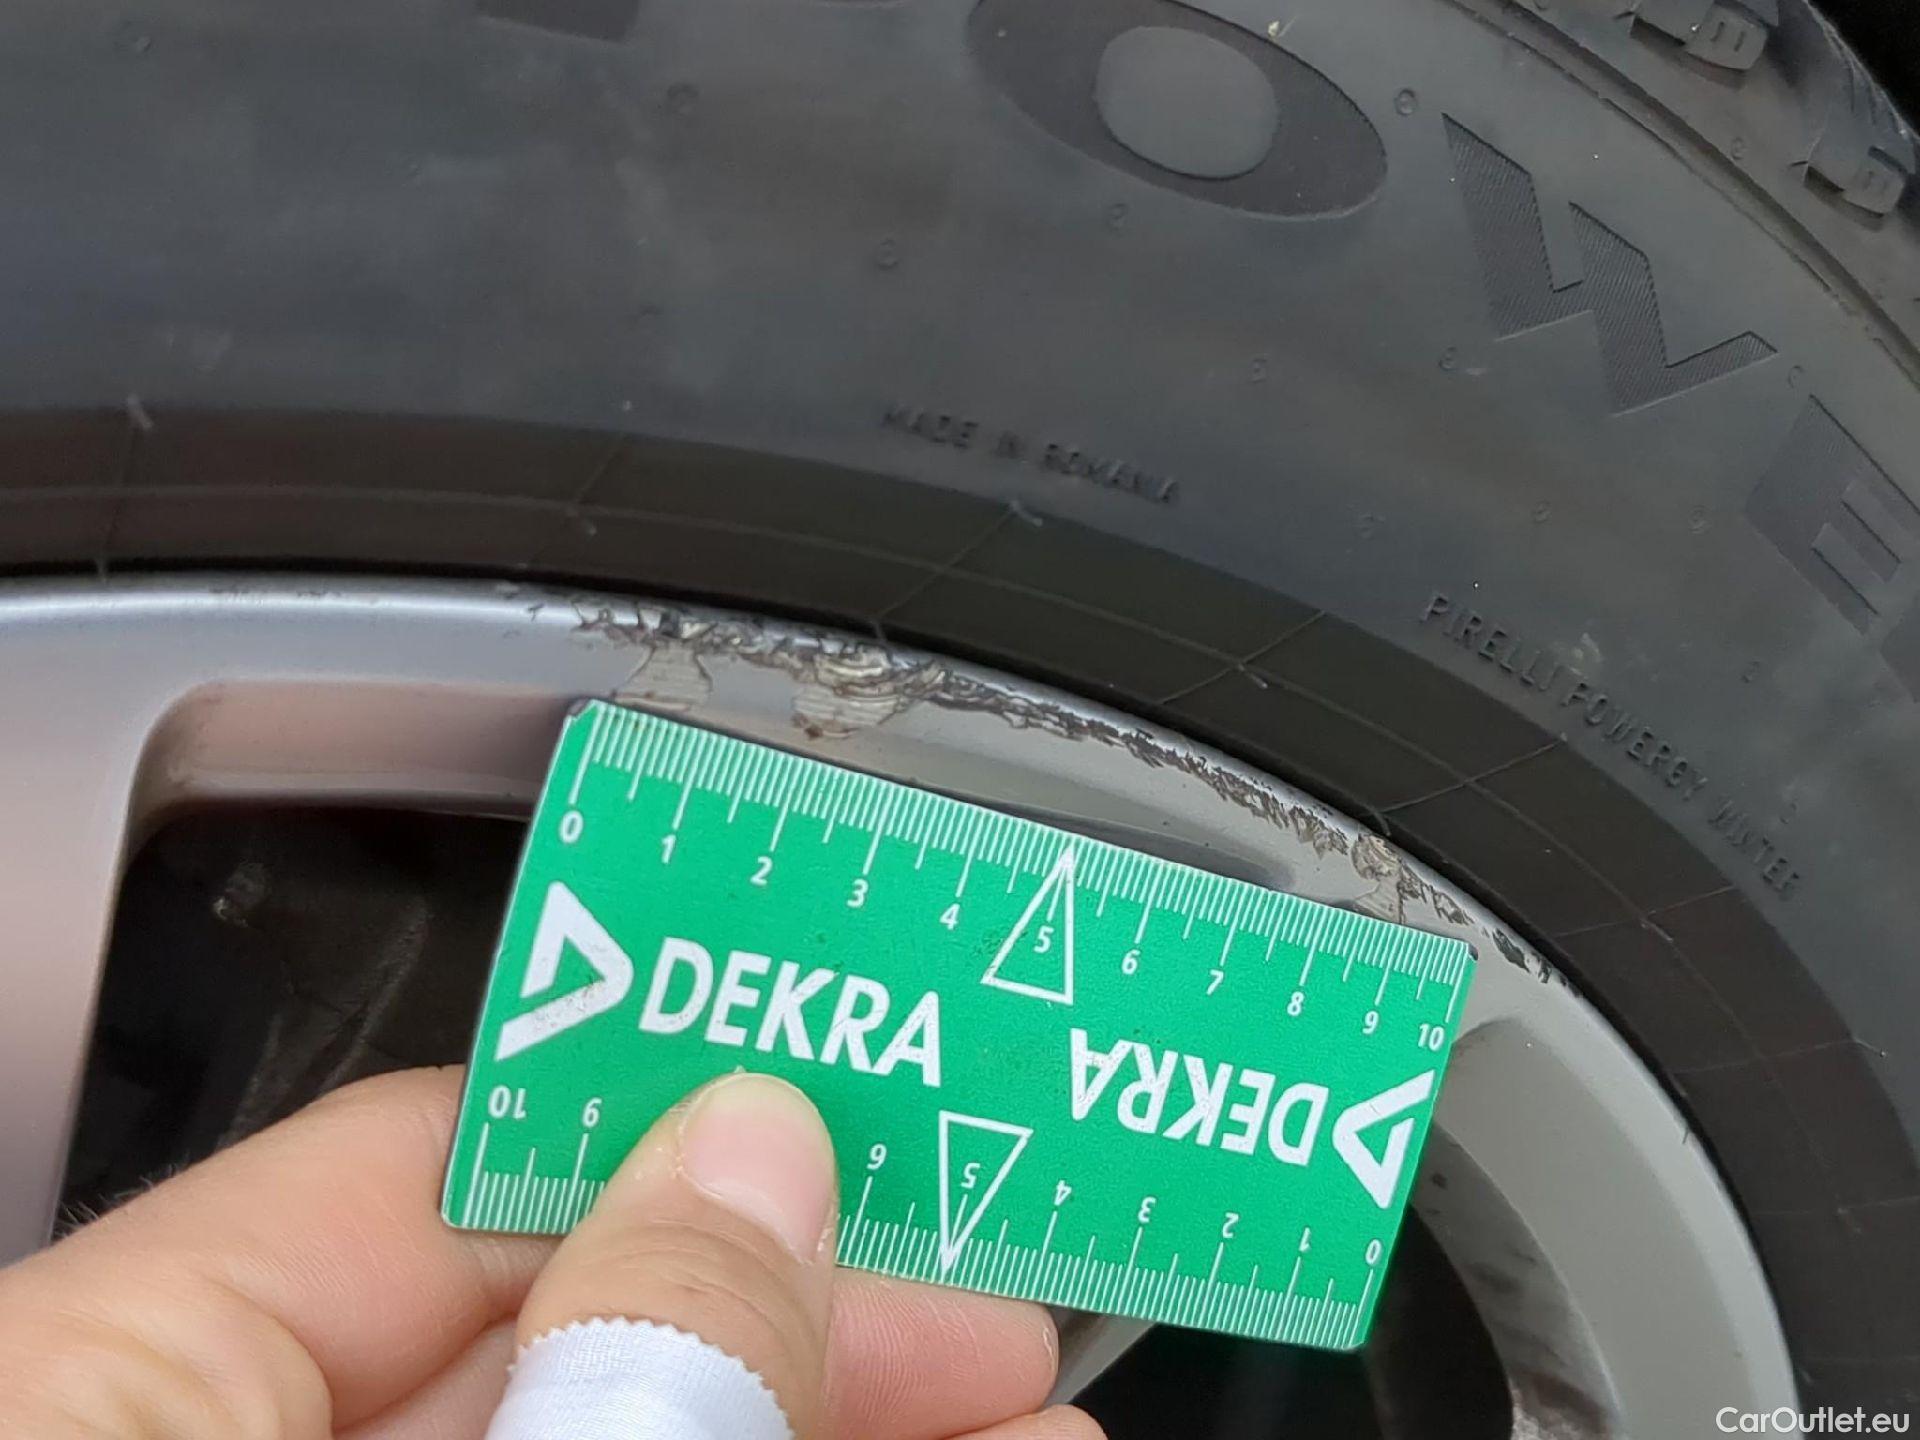 OWE
MADE IN ROMANIA
PIRELLI POWERGY WINTER
0 1 2 3 4 5 6 7 8 9 10
DEKRA
DEKRA
10 9 6 5 4 3 2 1 0
CarOutlet.eu